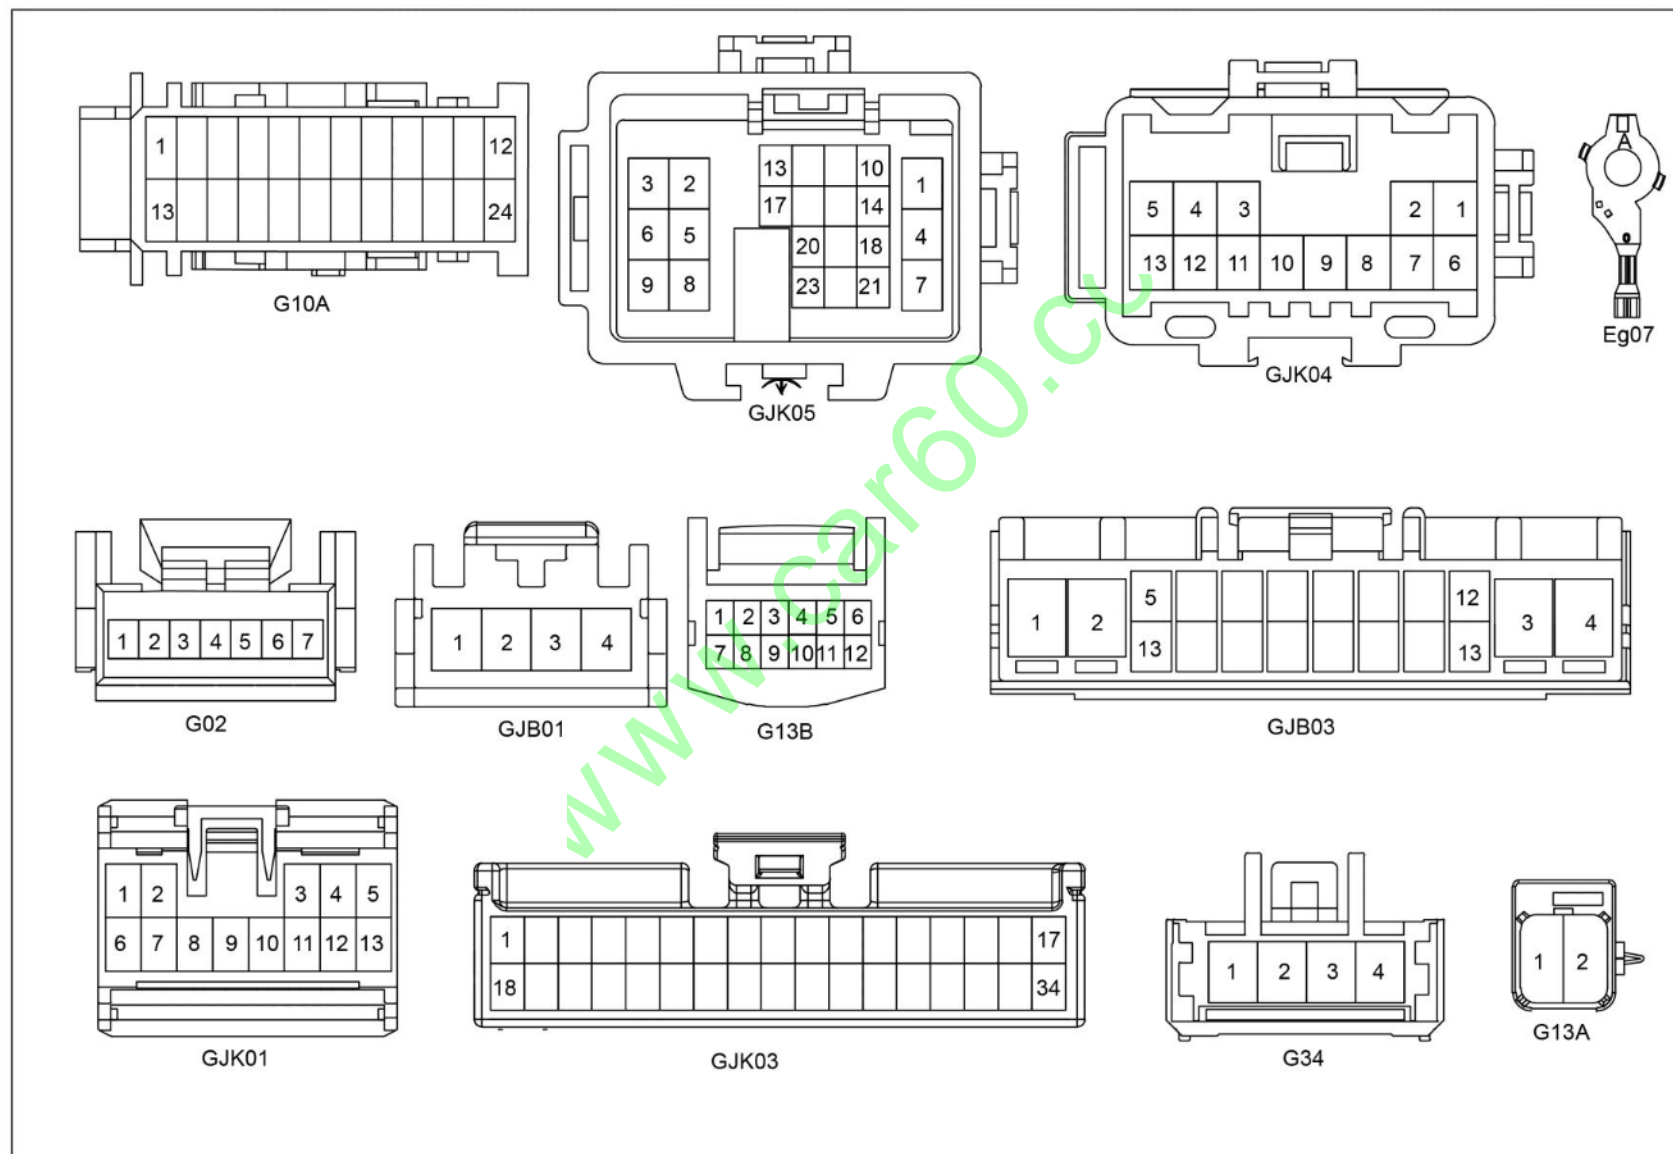 1 12
13 24
G10A
3 2 13 10 1
17 14
6 5 20 18 4
9 8 23 21 7
GJK05
5 4 3 2 1
13 12 11 10 9 8 7 6
GJK04
A
0
Eg07
1 2 3 4 5 6 7
G02
1 2 3 4
GJB01
1 2 3 4 5 6
7 8 9 10 11 12
G13B
5 12
1 2 3 4
13 13
GJB03
1 2 3 4 5
6 7 8 9 10 11 12 13
GJK01
1 17
18 34
GJK03
1 2 3 4
G34
1 2
G13A
www.car60.co